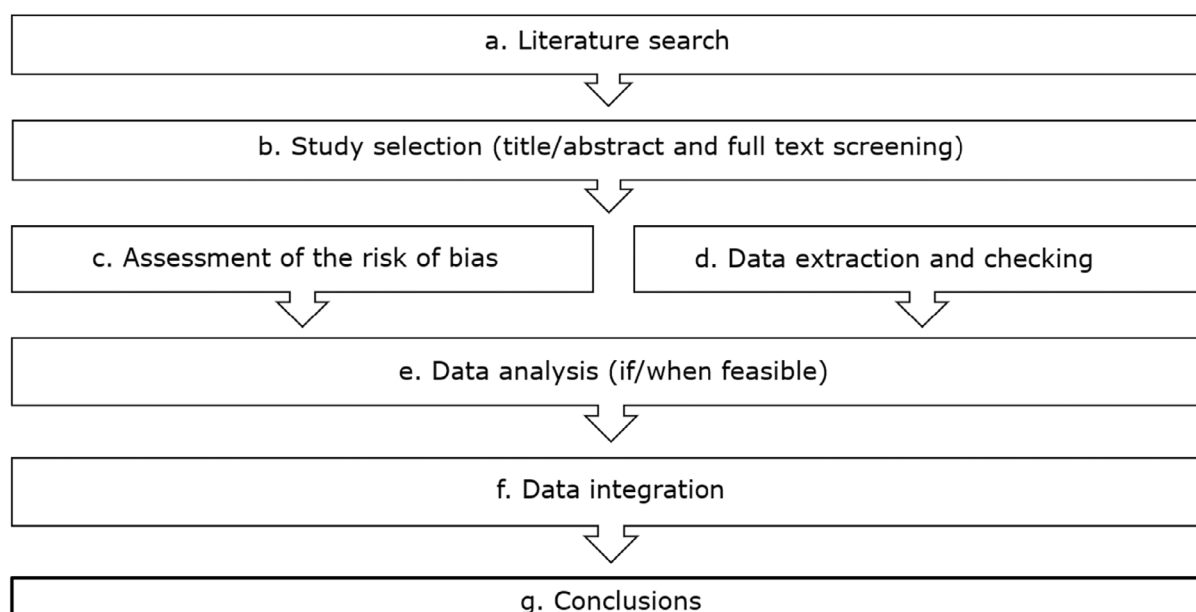 a. Literature search
b. Study selection (title/abstract and full text screening)
c. Assessment of the risk of bias
d. Data extraction and checking
e. Data analysis (if/when feasible)
f. Data integration
g. Conclusions